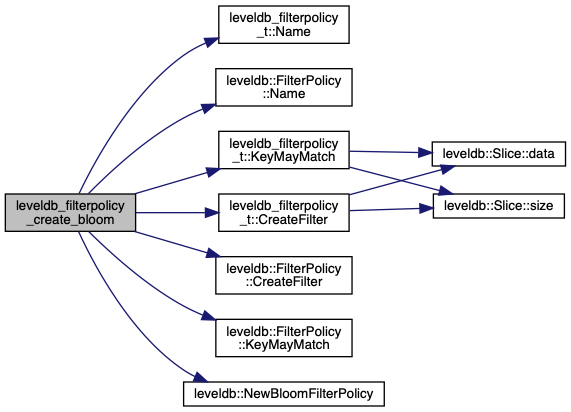 leveldb_filterpolicy
_t::Name
leveldb::FilterPolicy
::Name
leveldb_filterpolicy
_t::KeyMayMatch
leveldb::Slice::data
leveldb_filterpolicy
_create_bloom
leveldb_filterpolicy
_t::CreateFilter
leveldb::Slice::size
leveldb::FilterPolicy
::CreateFilter
leveldb::FilterPolicy
::KeyMayMatch
leveldb::NewBloomFilterPolicy